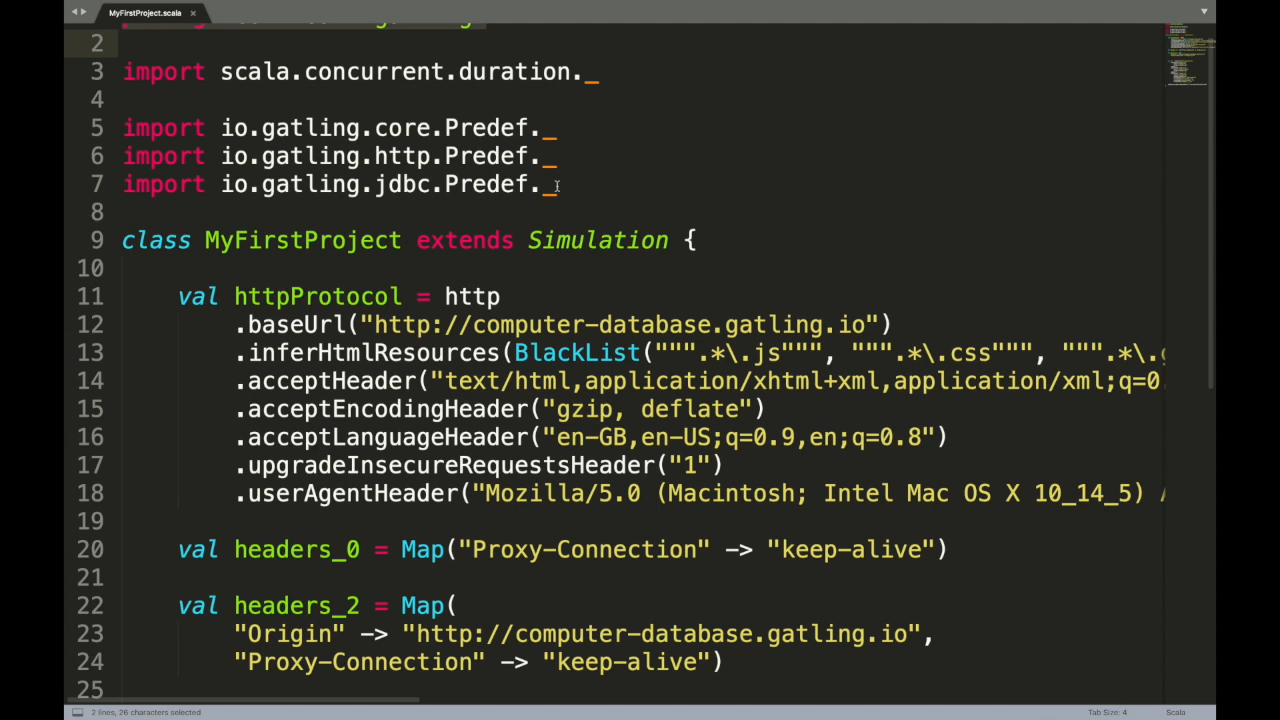 MyFirstProject.scala ×
2
3 import scala.concurrent.duration._
4
5 import io.gatling.core.Predef._
6 import io.gatling.http.Predef._
7 import io.gatling.jdbc.Predef._
8
9 class MyFirstProject extends Simulation {
10
11 val httpProtocol = http
12 .baseUrl("http://computer-database.gatling.io")
13 .inferHtmlResources(BlackList(""".*\.js""", """.*\.css""", """.*\.
14 .acceptHeader("text/html,application/xhtml+xml,application/xml;q=0.
15 .acceptEncodingHeader("gzip, deflate")
16 .acceptLanguageHeader("en-GB,en-US;q=0.9,en;q=0.8")
17 .upgradeInsecureRequestsHeader("1")
18 .userAgentHeader("Mozilla/5.0 (Macintosh; Intel Mac OS X 10_14_5)
19
20 val headers_0 = Map("Proxy-Connection" -> "keep-alive")
21
22 val headers_2 = Map(
23 "Origin" -> "http://computer-database.gatling.io",
24 "Proxy-Connection" -> "keep-alive")
25
2 lines, 26 characters selected
Tab Size: 4
Scala